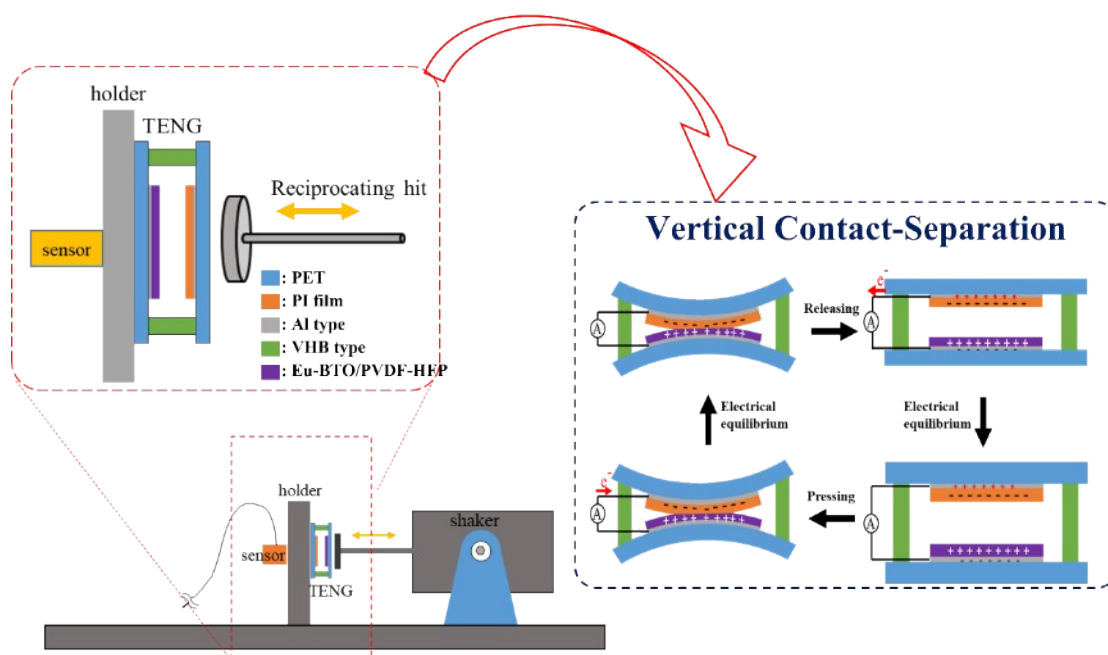 holder
TENG
Reciprocating hit
sensor
: PET
: PI film
: Al type
: VHB type
: Eu-BTO/PVDF-HFP
holder
shaker
sensor
TENG
Vertical Contact-Separation
e-
A
Releasing
A
Electrical
equilibrium
Electrical
equilibrium
e-
A
Pressing
A